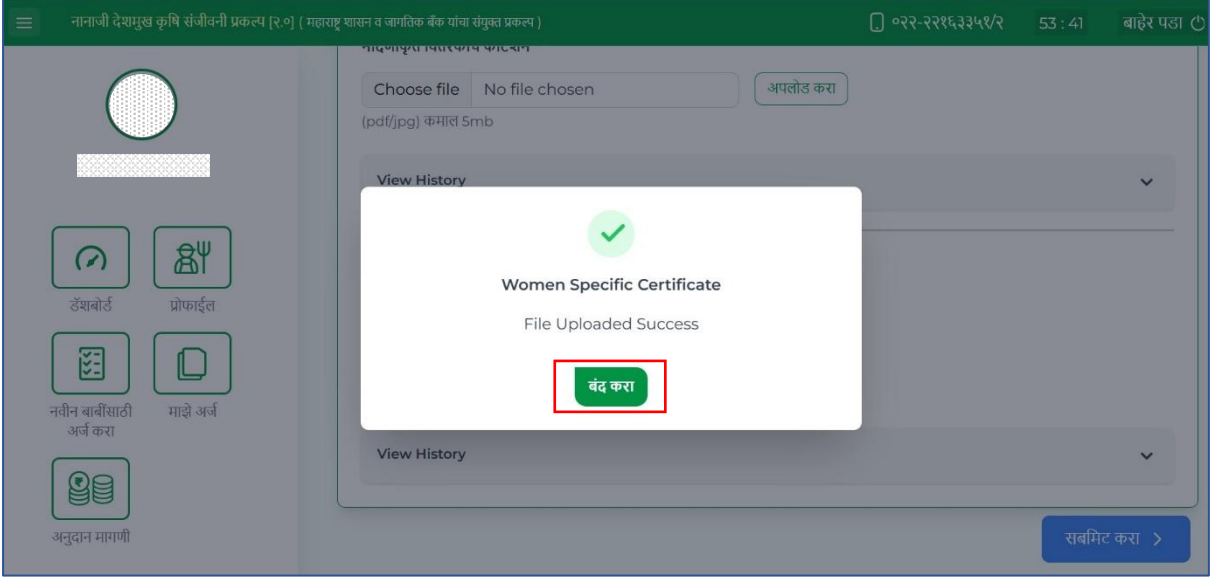 नानाजी देशमुख कृषि संजीवनी प्रकल्प [२.०] ( महाराष्ट्र शासन व जागतिक बँक यांचा संयुक्त प्रकल्प )
०२२-२२१६३३५१/२
53 : 41
बाहेर पडा
Choose file No file chosen
अपलोड करा
(pdf/jpg) कमाल 5mb
View History
Women Specific Certificate
File Uploaded Success
बंद करा
View History
सबमिट करा
डॅशबोर्ड
प्रोफाईल
नवीन बाबींसाठी
अर्ज करा
माझे अर्ज
अनुदान मागणी